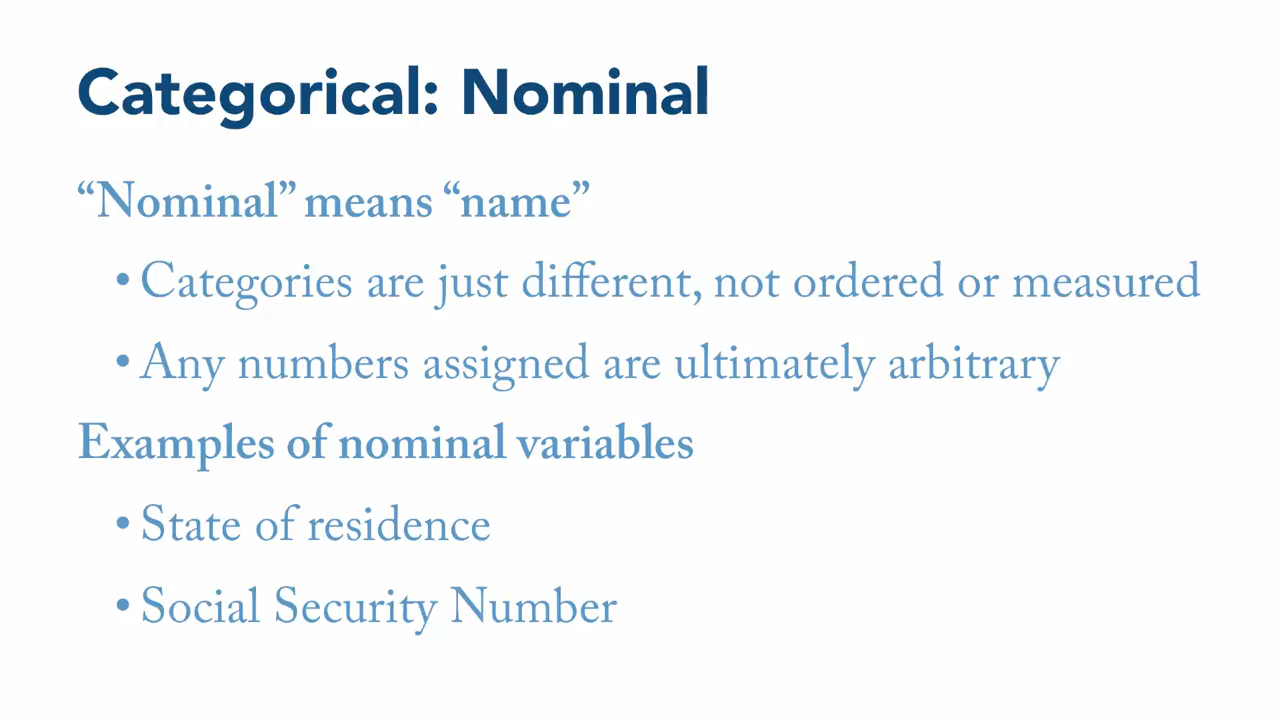 Categorical: Nominal
“Nominal” means “name”
• Categories are just different, not ordered or measured
• Any numbers assigned are ultimately arbitrary
Examples of nominal variables
• State of residence
• Social Security Number